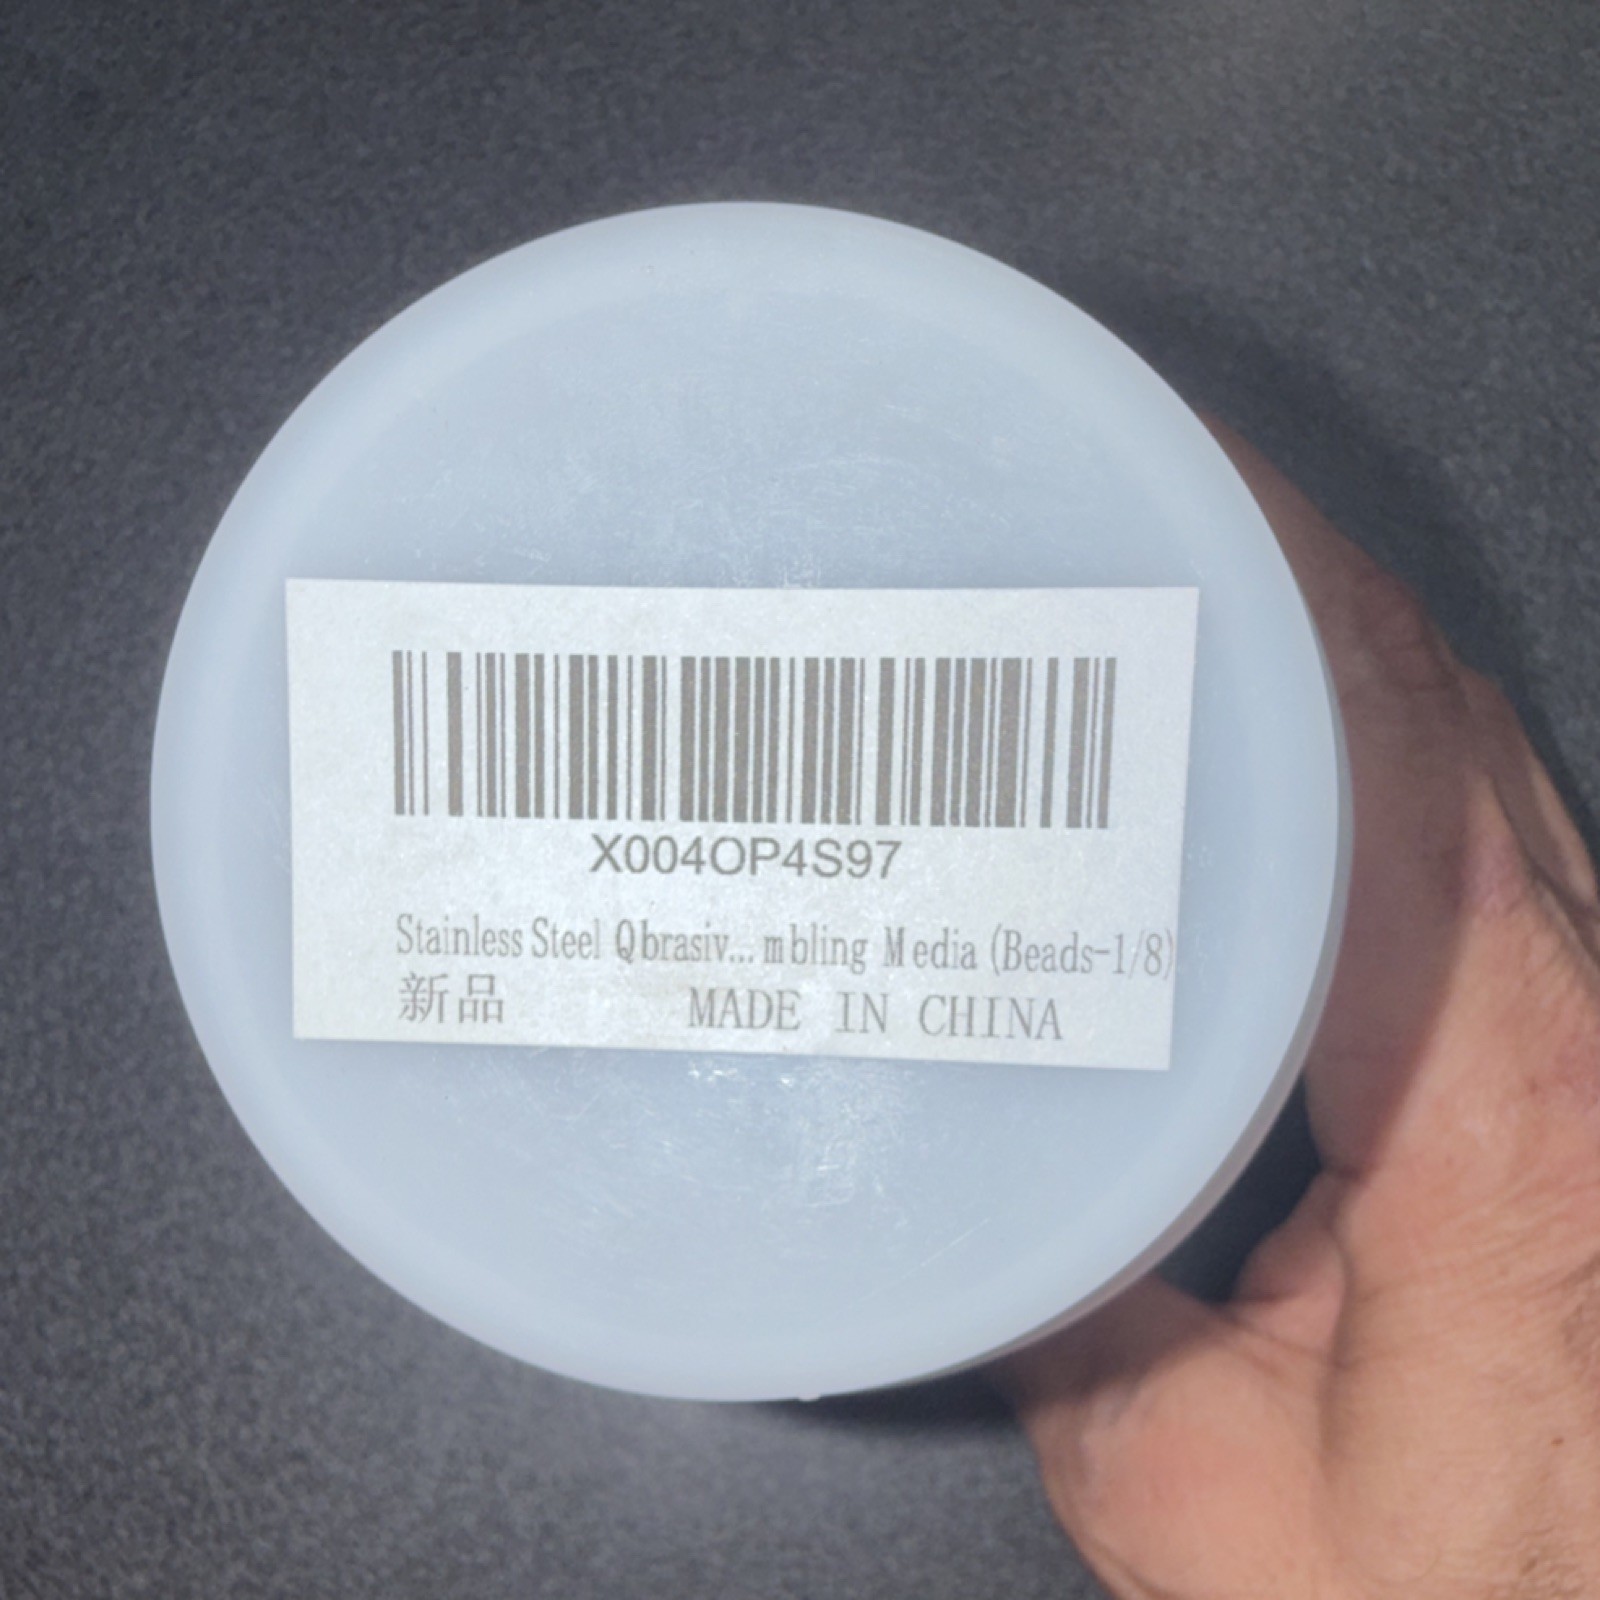 X004OP4S97
Stainless Steel Qbrasiv... mbling Media (Beads-1/8)
新品 MADE IN CHINA